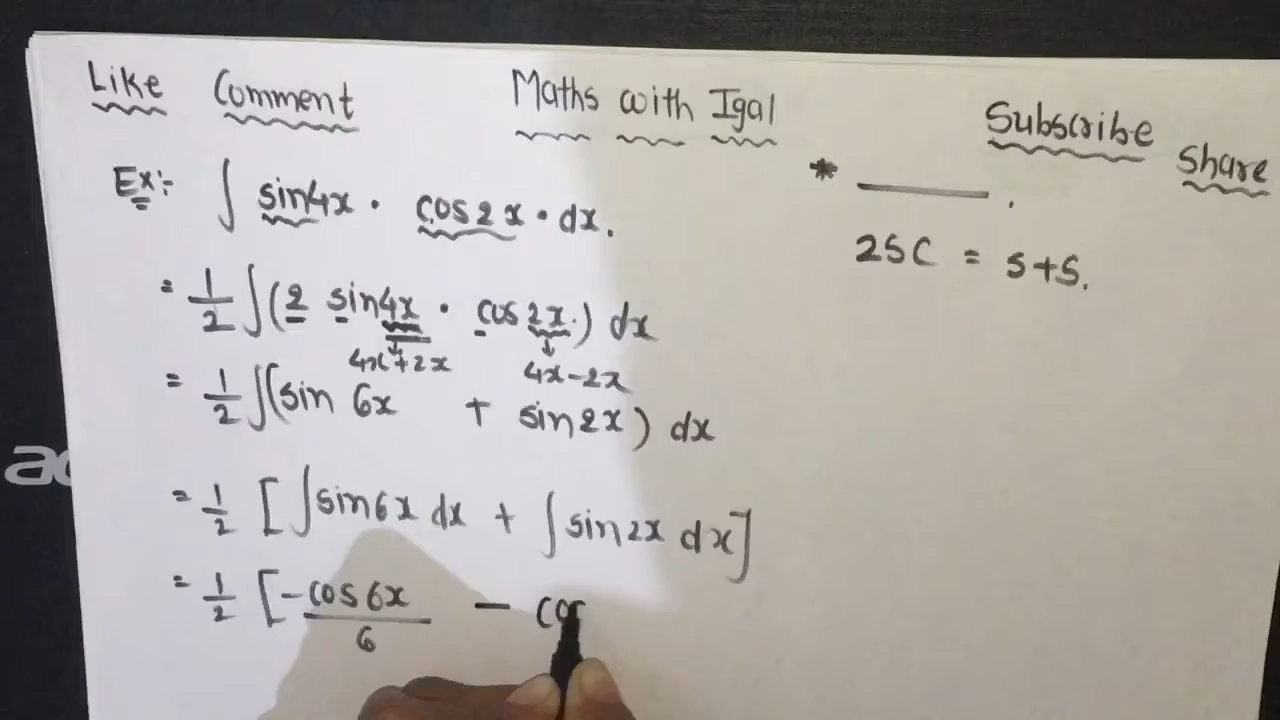 Like Comment Maths with Igal Subscribe Share
Ex:- ∫ sin4x · cos2x · dx.
* ______ .
2SC = S+S.
= 1/2 ∫(2 sin4x · cos2x.) dx
4x+2x 4x-2x
= 1/2 ∫(sin 6x + sin2x) dx
= 1/2 [∫sin6x dx + ∫sin2x dx]
= 1/2 [-cos6x/6 - cos